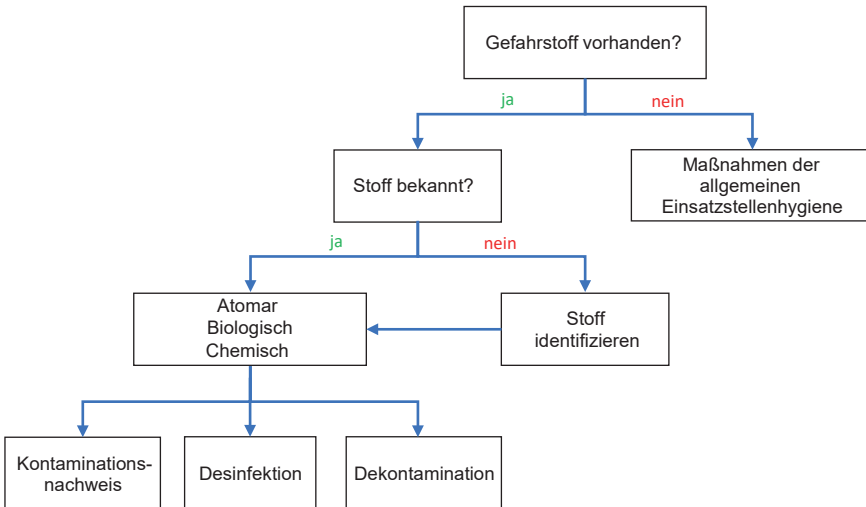 Gefahrstoff vorhanden?
ja
nein
Stoff bekannt?
Maßnahmen der
allgemeinen
Einsatzstellenhygiene
ja
nein
Atomar
Biologisch
Chemisch
Stoff
identifizieren
Kontaminations-
nachweis
Desinfektion
Dekontamination